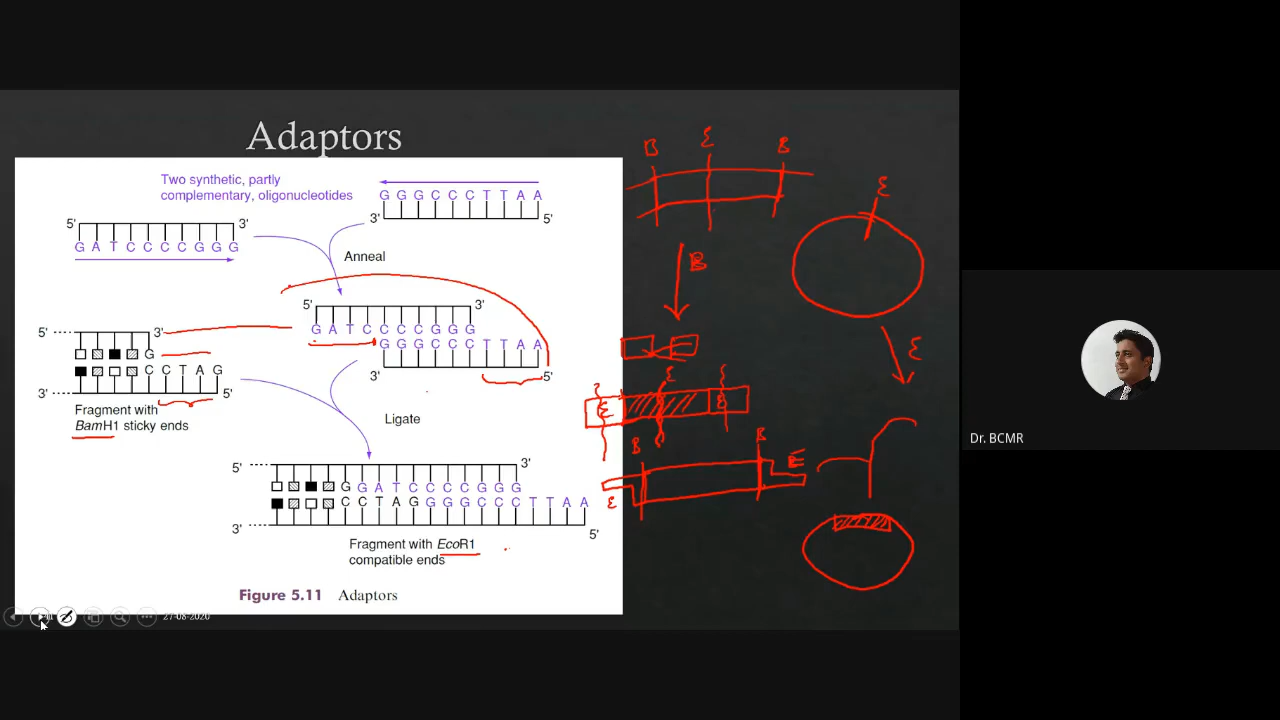 Adaptors
Two synthetic, partly
complementary, oligonucleotides
G G G C C C T T A A
3' 5'
5' 3'
G A T C C C C G G G
Anneal
5' 3'
G A T C C C C G G G
G G G C C C T T A A
3' 5'
5' 3'
G
C C T A G
3' 5'
Fragment with
BamH1 sticky ends
Ligate
5' 3'
G G A T C C C C G G G
C C T A G G G G C C C T T A A
3' 5'
Fragment with EcoR1
compatible ends
Figure 5.11 Adaptors
27-08-2020
B E B
B
E
E
E
E E
B B
E E
Dr. BCMR